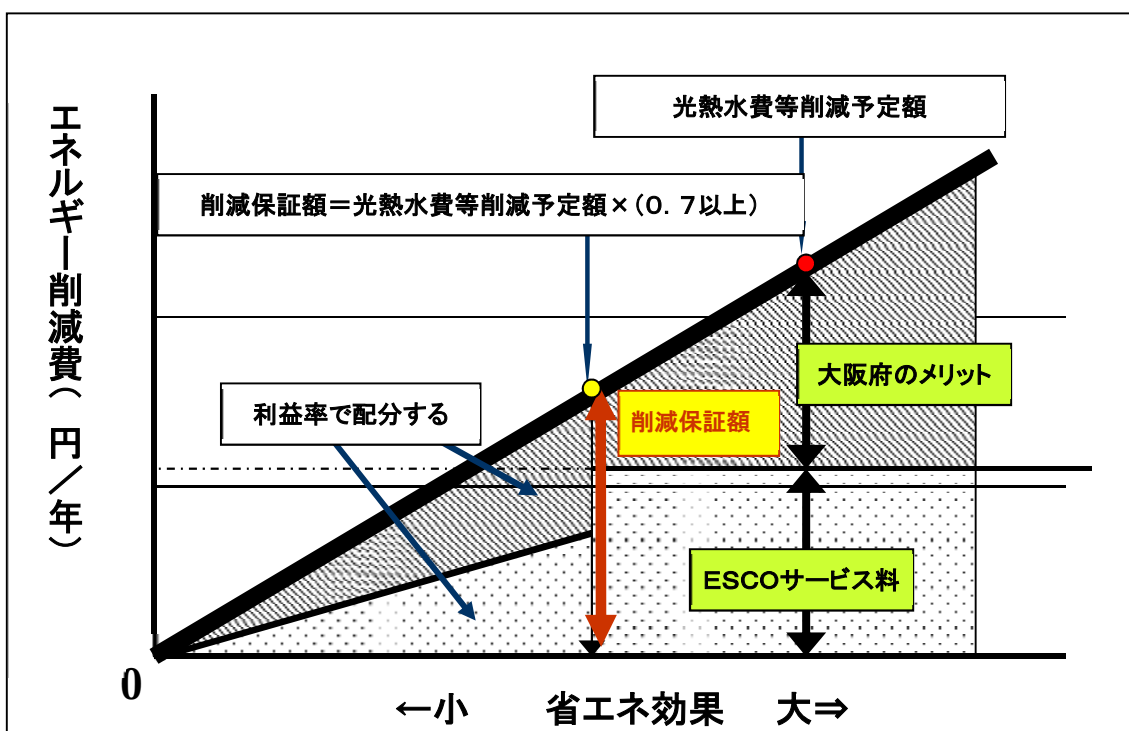 エネルギー削減費(円/年)
光熱水費等削減予定額
削減保証額=光熱水費等削減予定額×(0.7以上)
大阪府のメリット
利益率で配分する
削減保証額
ESCOサービス料
0
←小 省エネ効果 大⇒